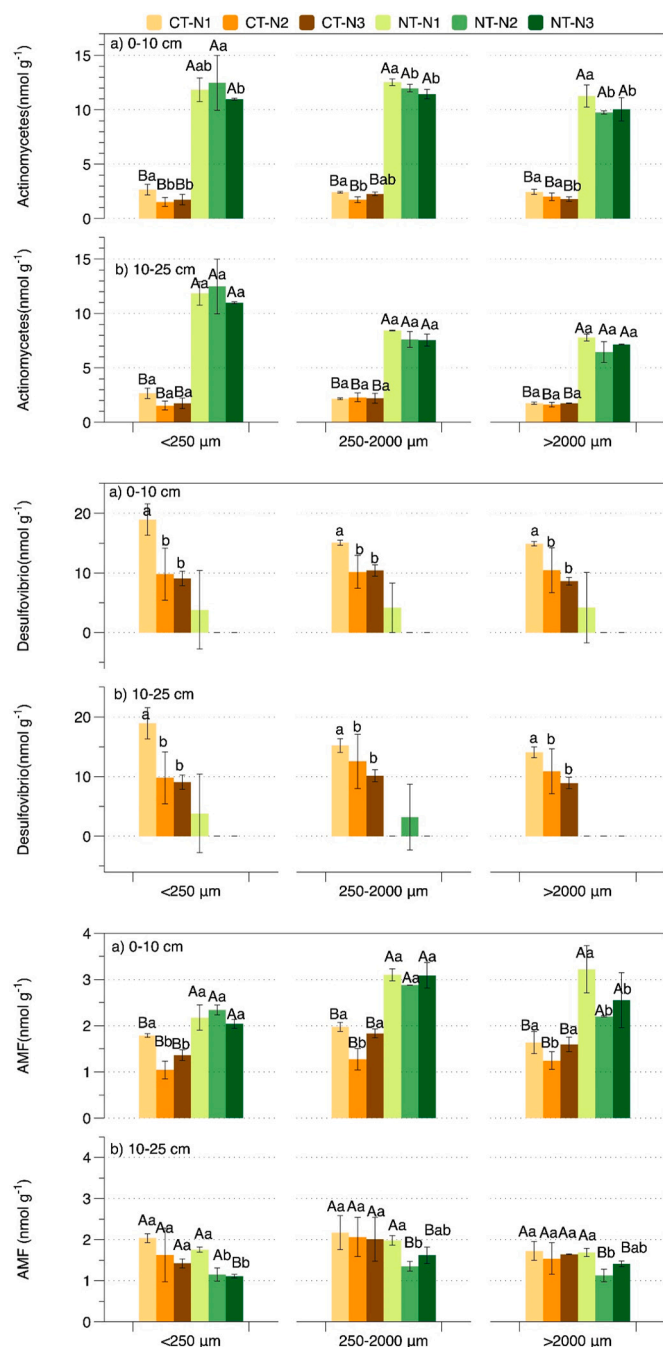 CT-N1 CT-N2 CT-N3 NT-N1 NT-N2 NT-N3
a) 0-10 cm
Actinomycetes(nmol g-1)
15
10
5
0
Ba Bb Bb Aab Aa Ab
Ba Bb Bab Aa Ab Ab
Ba Ba Bb Aa Ab Ab
b) 10-25 cm
Actinomycetes(nmol g-1)
15
10
5
0
Ba Ba Ba Aa Aa Aa
Ba Ba Ba Aa Aa Aa
Ba Ba Ba Aa Aa Aa
<250 μm 250-2000 μm >2000 μm
a) 0-10 cm
Desulfovibrio(nmol g-1)
20
10
0
a b b
a b b
a b b
b) 10-25 cm
Desulfovibrio(nmol g-1)
20
10
0
a b b
a b b
a b b
<250 μm 250-2000 μm >2000 μm
a) 0-10 cm
AMF(nmol g-1)
4
3
2
1
0
Ba Bb Bb Aa Aa Aa
Ba Bb Ba Aa Aa Aa
Ba Bb Ba Aa Ab Ab
b) 10-25 cm
AMF (nmol g-1)
4
3
2
1
0
Aa Aa Aa Aa Ab Bb
Aa Aa Aa Aa Bb Bab
Aa Aa Aa Aa Bb Bab
<250 μm 250-2000 μm >2000 μm